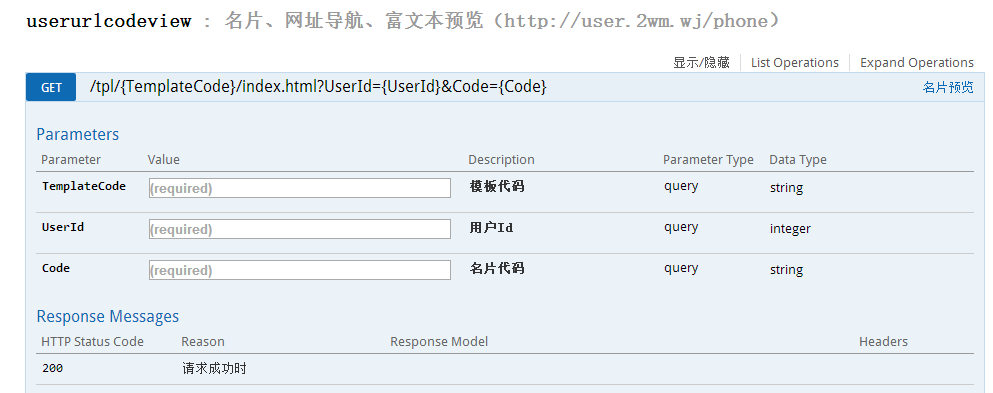 userurlcodeview : 名片、网址导航、富文本预览（http://user.2wm.wj/phone）
显示/隐藏 List Operations Expand Operations
GET /tpl/{TemplateCode}/index.html?UserId={UserId}&Code={Code} 名片预览
Parameters
Parameter Value Description Parameter Type Data Type
TemplateCode (required) 模板代码 query string
UserId (required) 用户Id query integer
Code (required) 名片代码 query string
Response Messages
HTTP Status Code Reason Response Model Headers
200 请求成功时